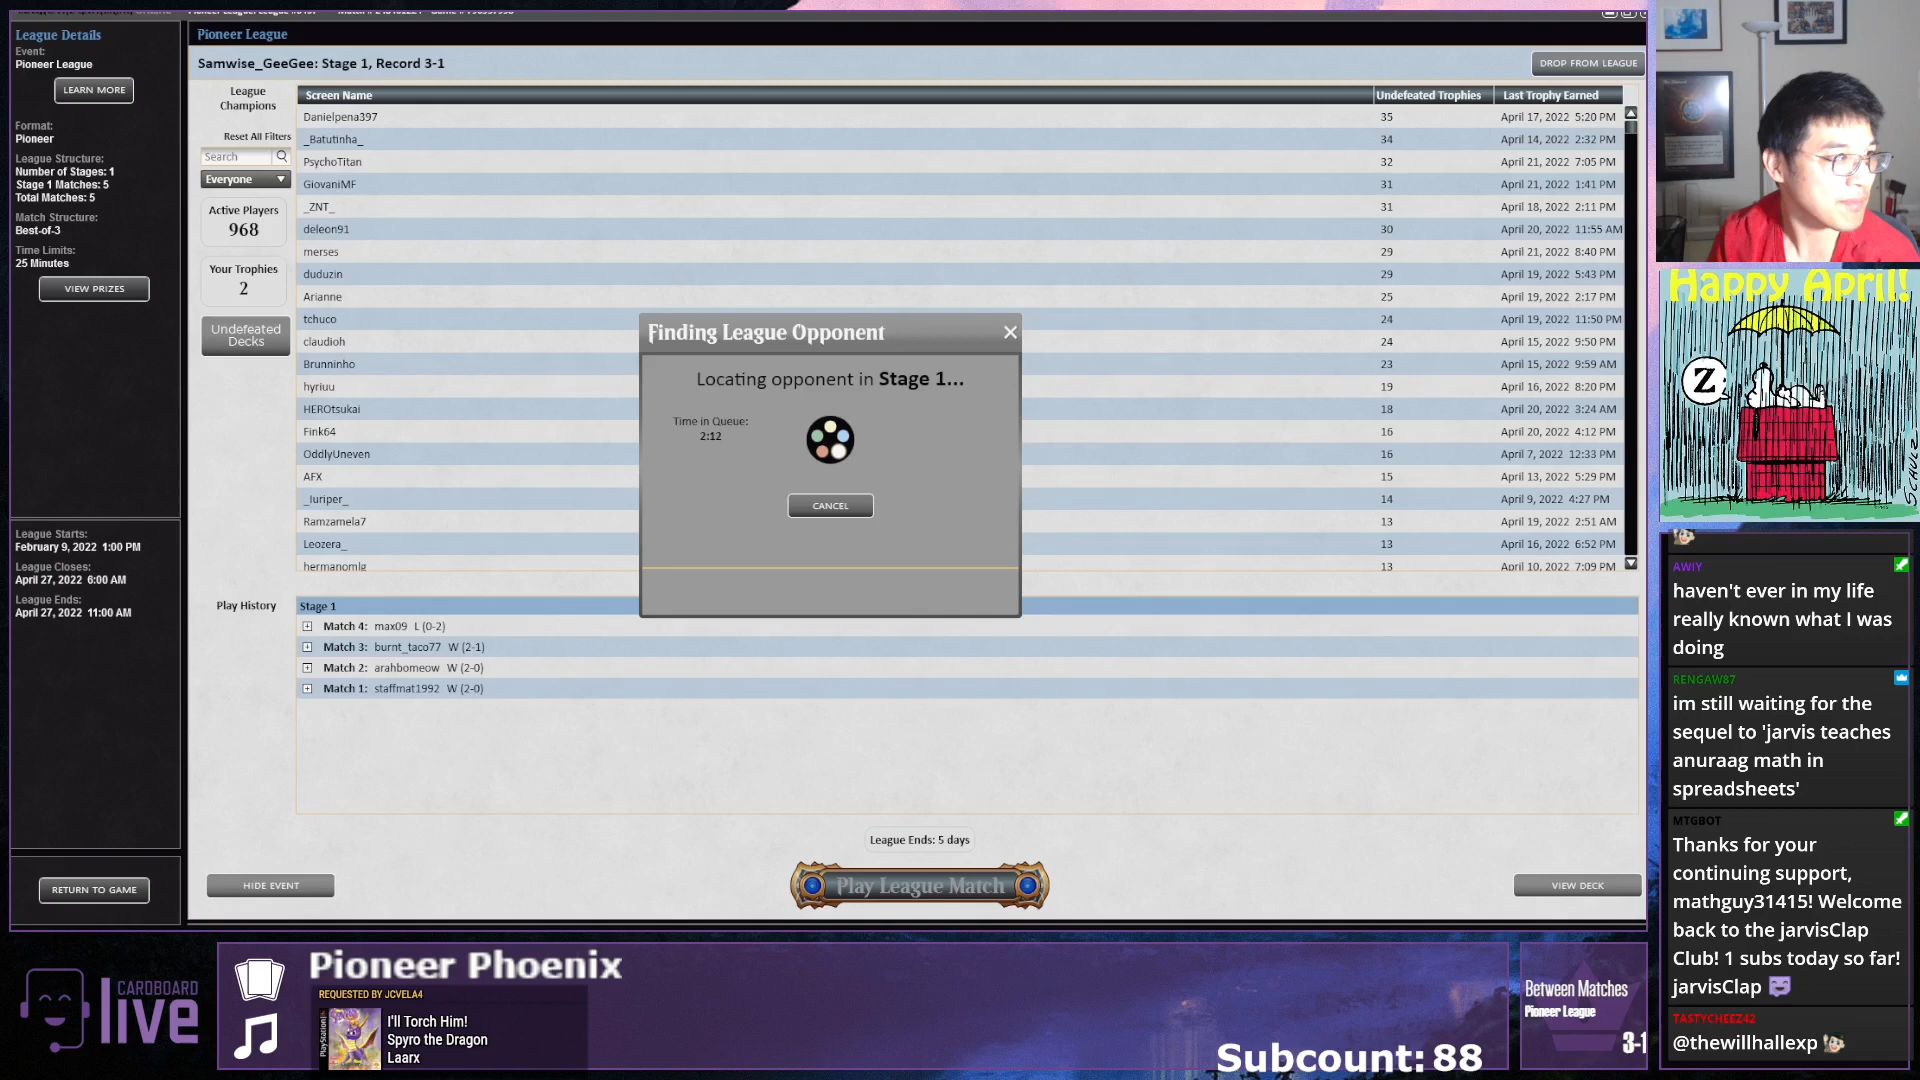 Pioneer League
League Details
Event:
Pioneer League
LEARN MORE
Format:
Pioneer
League Structure:
Number of Stages: 1
Stage 1 Matches: 5
Total Matches: 5
Match Structure:
Best-of-3
Time Limits:
25 Minutes
VIEW PRIZES
League Starts:
February 9, 2022 1:00 PM
League Closes:
April 27, 2022 6:00 AM
League Ends:
April 27, 2022 11:00 AM
RETURN TO GAME
Samwise_GeeGee: Stage 1, Record 3-1
DROP FROM LEAGUE
League
Champions
Reset All Filters
Search
Everyone
Active Players
968
Your Trophies
2
Undefeated
Decks
Screen Name Undefeated Trophies Last Trophy Earned
Danielpena397 35 April 17, 2022 5:20 PM
_Batutinha_ 34 April 14, 2022 2:32 PM
PsychoTitan 32 April 21, 2022 7:05 PM
GiovaniMF 31 April 21, 2022 1:41 PM
_ZNT_ 31 April 18, 2022 2:11 PM
deleon91 30 April 20, 2022 11:55 AM
merses 29 April 21, 2022 8:40 PM
duduzin 29 April 19, 2022 5:43 PM
Arianne 25 April 19, 2022 2:17 PM
tchuco 24 April 19, 2022 11:50 PM
claudioh 24 April 15, 2022 9:50 PM
Brunninho 23 April 15, 2022 9:59 AM
hyriuu 19 April 16, 2022 8:20 PM
HEROtsukai 18 April 20, 2022 3:24 AM
Fink64 16 April 20, 2022 4:12 PM
OddlyUneven 16 April 7, 2022 12:33 PM
AFX 15 April 13, 2022 5:29 PM
_Iuriper_ 14 April 9, 2022 4:27 PM
Ramzamela7 13 April 19, 2022 2:51 AM
Leozera_ 13 April 16, 2022 6:52 PM
hermanomlg 13 April 10, 2022 7:09 PM
Finding League Opponent
Locating opponent in Stage 1...
Time in Queue:
2:12
CANCEL
Play History
Stage 1
Match 4: max09 L (0-2)
Match 3: burnt_taco77 W (2-1)
Match 2: arahbomeow W (2-0)
Match 1: staffmat1992 W (2-0)
League Ends: 5 days
HIDE EVENT
Play League Match
VIEW DECK
Happy April!
Z
SCHULZ
AWIY
haven't ever in my life
really known what I was
doing
RENGAW87
im still waiting for the
sequel to 'jarvis teaches
anuraag math in
spreadsheets'
MTGBOT
Thanks for your
continuing support,
mathguy31415! Welcome
back to the jarvisClap
Club! 1 subs today so far!
jarvisClap
TASTYCHEEZ42
@thewillhallexp
CARDBOARD
live
Pioneer Phoenix
REQUESTED BY JCVELA4
PlayStation
I'll Torch Him!
Spyro the Dragon
Laarx
Subcount: 88
Between Matches
Pioneer League
3-1